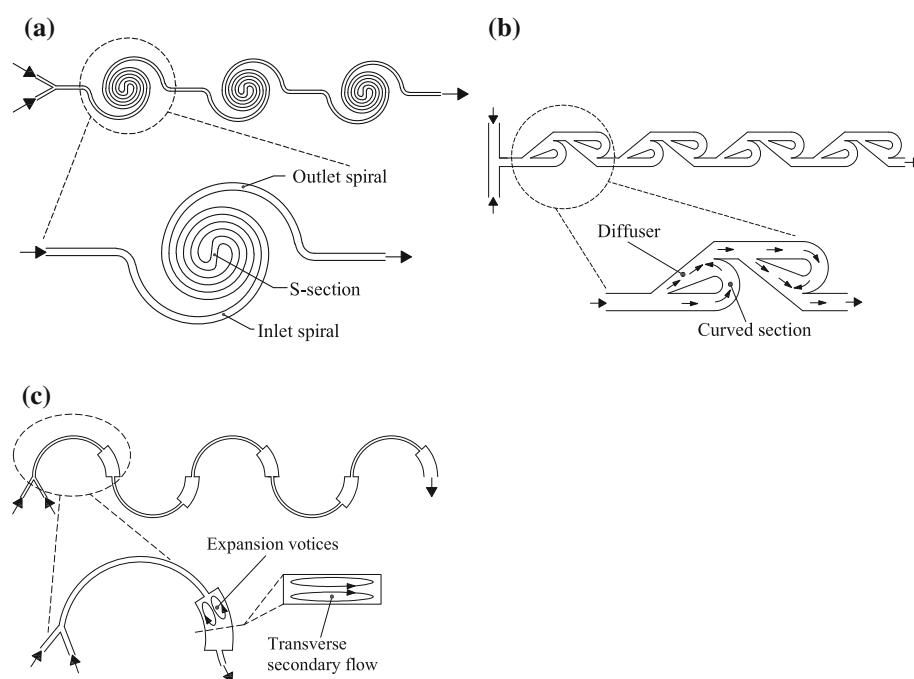 (a)
Outlet spiral
S-section
Inlet spiral
(b)
Diffuser
Curved section
(c)
Expansion votices
Transverse
secondary flow